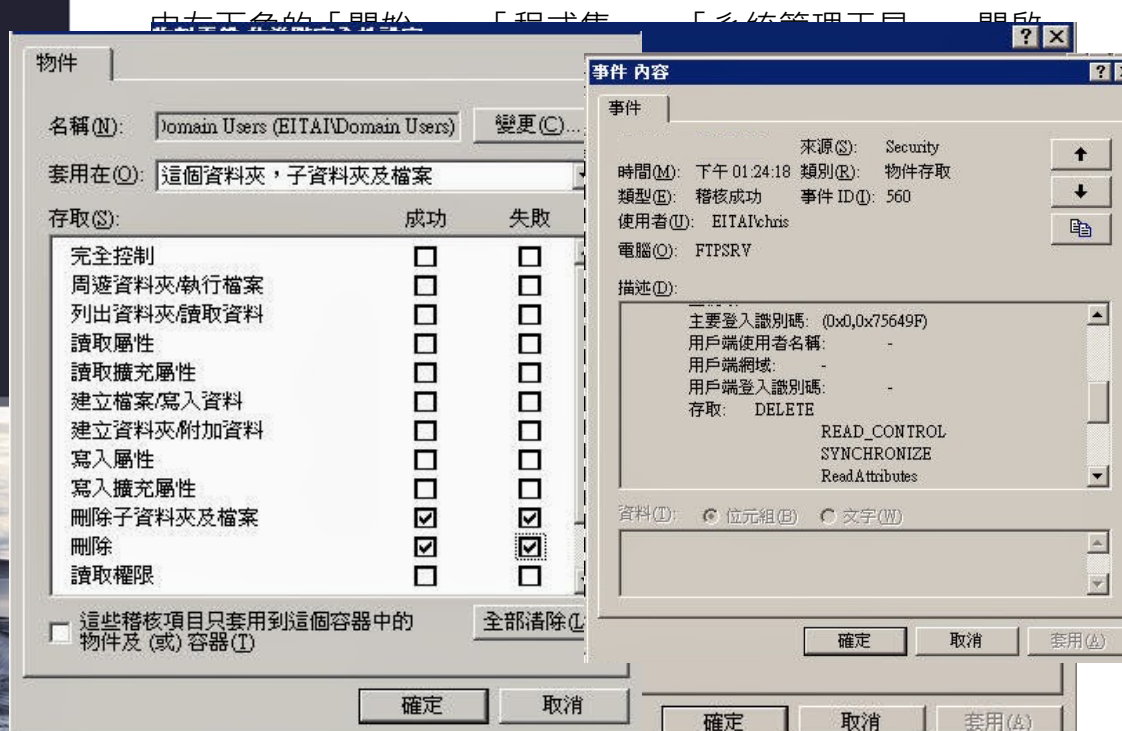 物件
名稱(N): Domain Users (EITAI\Domain Users) 變更(C)...
套用在(O): 這個資料夾，子資料夾及檔案
存取(S): 成功 失敗
完全控制
周遊資料夾/執行檔案
列出資料夾/讀取資料
讀取屬性
讀取擴充屬性
建立檔案/寫入資料
建立資料夾/附加資料
寫入屬性
寫入擴充屬性
刪除子資料夾及檔案
刪除
讀取權限
這些稽核項目只套用到這個容器中的
物件及 (或) 容器(T)
全部清除(L
確定 取消
事件 內容
事件
來源(S): Security
時間(M): 下午 01:24:18 類別(R): 物件存取
類型(E): 稽核成功 事件 ID(I): 560
使用者(U): EITAI\chris
電腦(O): FTPSRV
描述(D):
主要登入識別碼: (0x0,0x75649F)
用戶端使用者名稱: -
用戶端網域: -
用戶端登入識別碼: -
存取: DELETE
READ_CONTROL
SYNCHRONIZE
ReadAttributes
資料(T): 位元組(B) 文字(W)
確定 取消 套用(A)
確定 取消 套用(A)